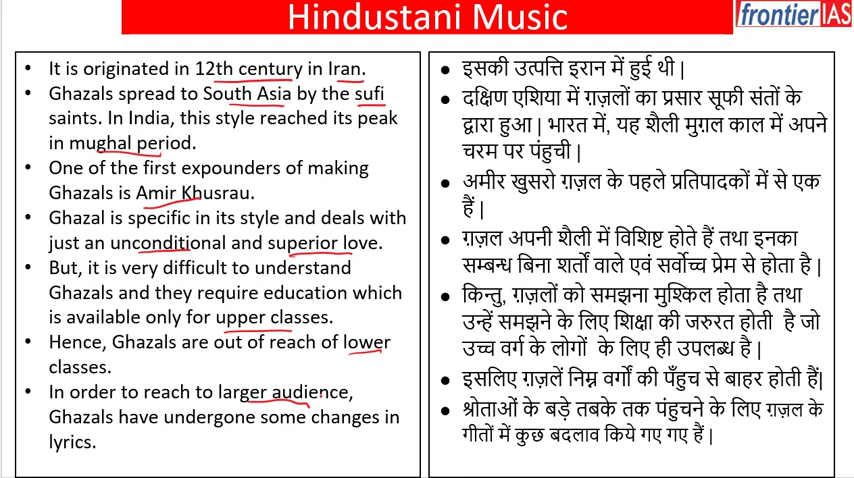 Hindustani Music
frontier IAS
• It is originated in 12th century in Iran.
• Ghazals spread to South Asia by the sufi
saints. In India, this style reached its peak
in mughal period.
• One of the first expounders of making
Ghazals is Amir Khusrau.
• Ghazal is specific in its style and deals with
just an unconditional and superior love.
• But, it is very difficult to understand
Ghazals and they require education which
is available only for upper classes.
• Hence, Ghazals are out of reach of lower
classes.
• In order to reach to larger audience,
Ghazals have undergone some changes in
lyrics.
• इसकी उत्पत्ति इरान में हुई थी |
• दक्षिण एशिया में ग़ज़लों का प्रसार सूफी संतों के
द्वारा हुआ | भारत में, यह शैली मुग़ल काल में अपने
चरम पर पंहुची |
• अमीर खुसरो ग़ज़ल के पहले प्रतिपादकों में से एक
हैं |
• ग़ज़ल अपनी शैली में विशिष्ट होते हैं तथा इनका
सम्बन्ध बिना शर्तों वाले एवं सर्वोच्च प्रेम से होता है |
• किन्तु, ग़ज़लों को समझना मुश्किल होता है तथा
उन्हें समझने के लिए शिक्षा की जरुरत होती है जो
उच्च वर्ग के लोगों के लिए ही उपलब्ध है |
• इसलिए ग़ज़लें निम्न वर्गों की पँहुच से बाहर होती हैं|
• श्रोताओं के बड़े तबके तक पंहुचने के लिए ग़ज़ल के
गीतों में कुछ बदलाव किये गए गए हैं |